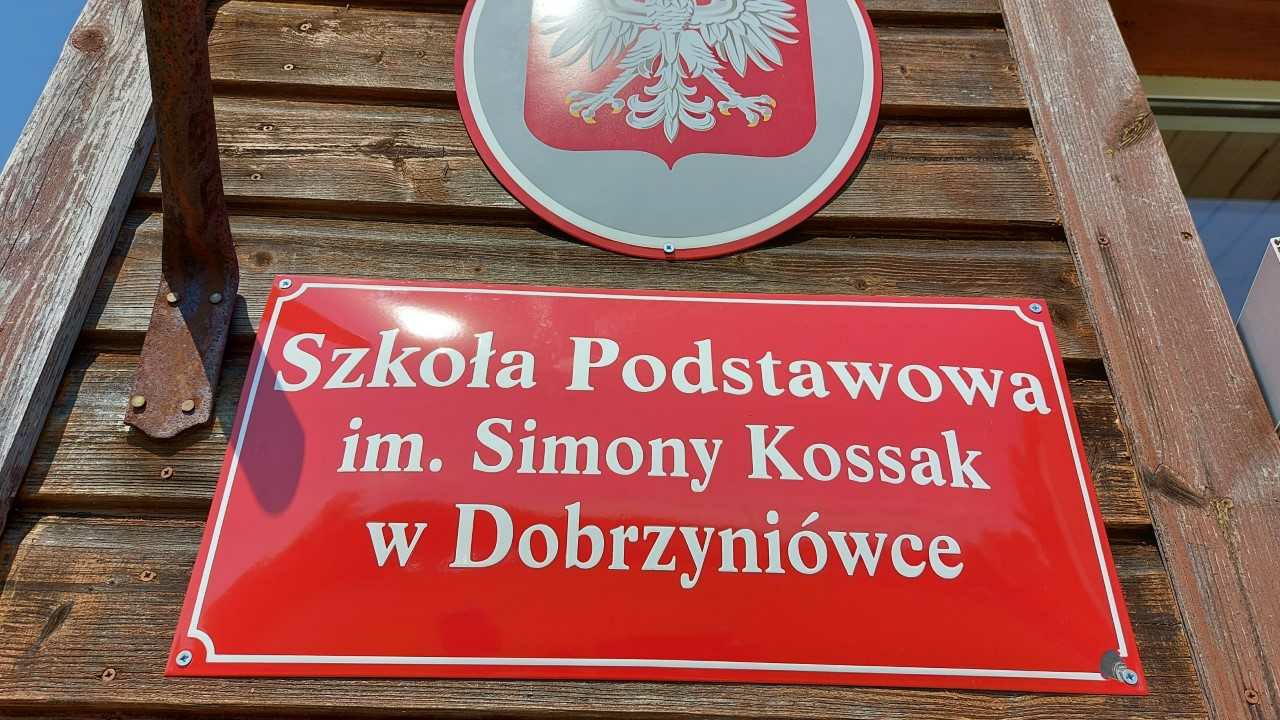 Szkoła Podstawowa
im. Simony Kossak
w Dobrzyniówce